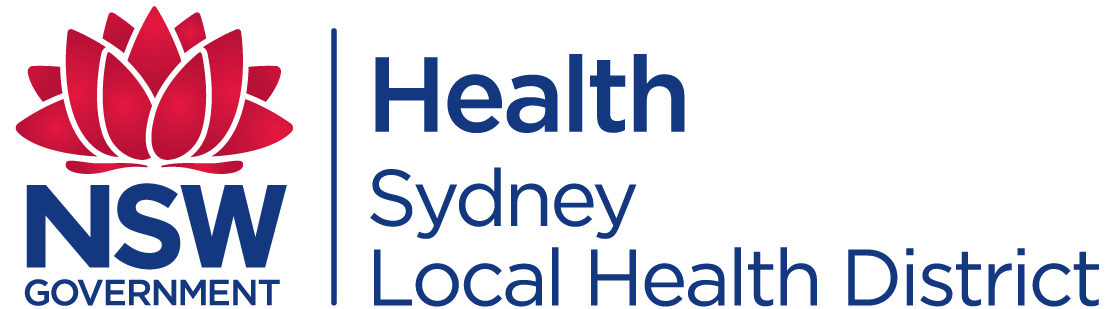 NSW
GOVERNMENT
Health
Sydney
Local Health District